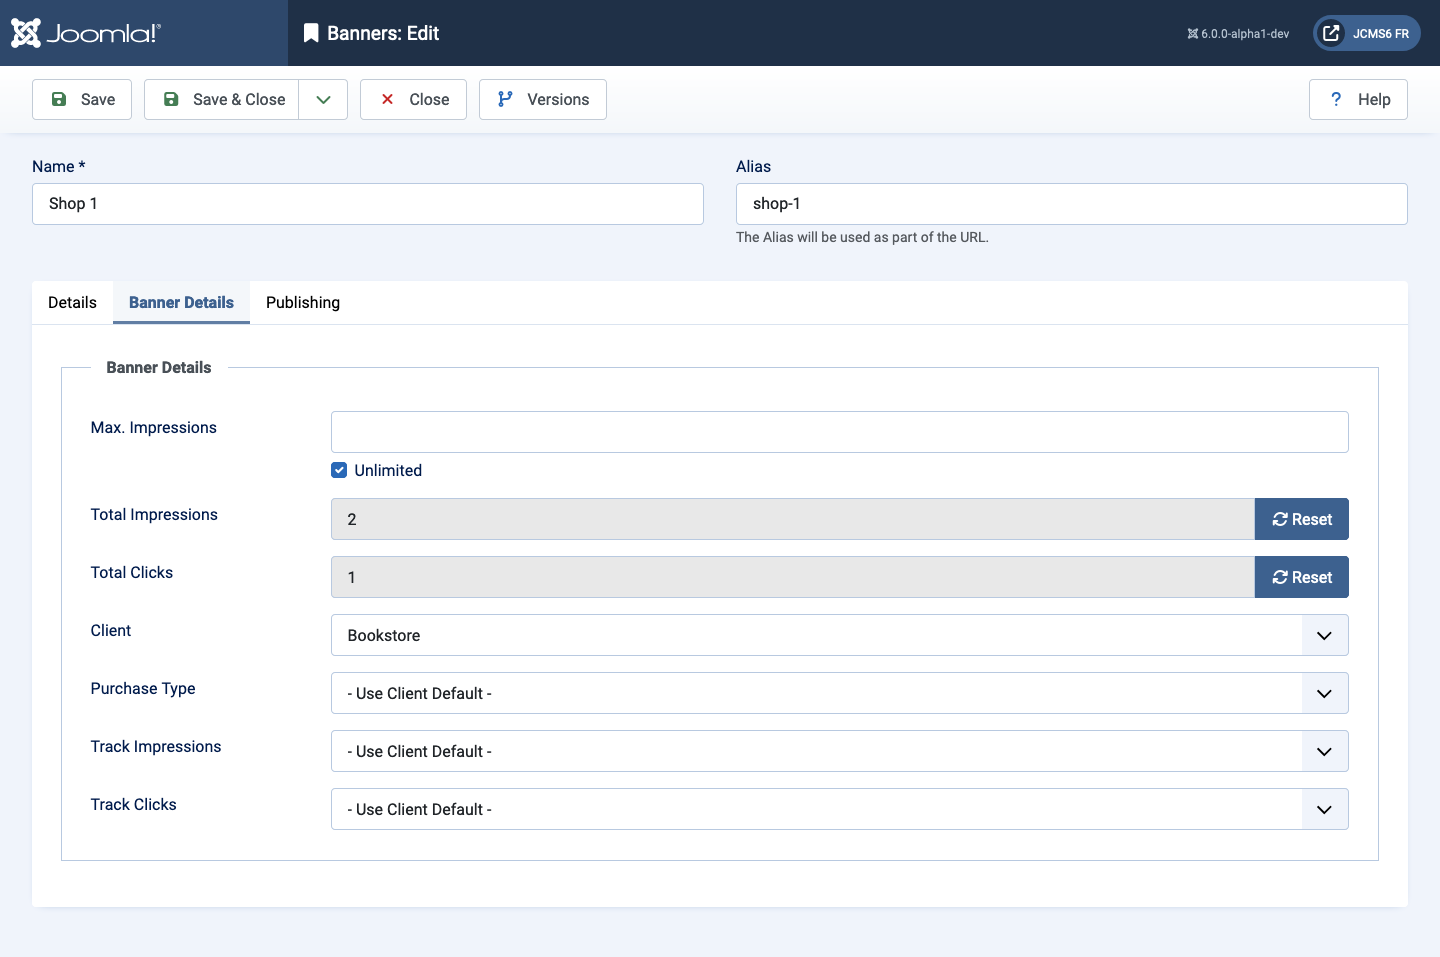 Joomla!®
Banners: Edit
6.0.0-alpha1-dev
JCMS6 FR
Save
Save & Close
Close
Versions
? Help
Name *
Alias
Shop 1
shop-1
The Alias will be used as part of the URL.
Details
Banner Details
Publishing
Banner Details
Max. Impressions
Unlimited
Total Impressions
2
Reset
Total Clicks
1
Reset
Client
Bookstore
Purchase Type
- Use Client Default -
Track Impressions
- Use Client Default -
Track Clicks
- Use Client Default -